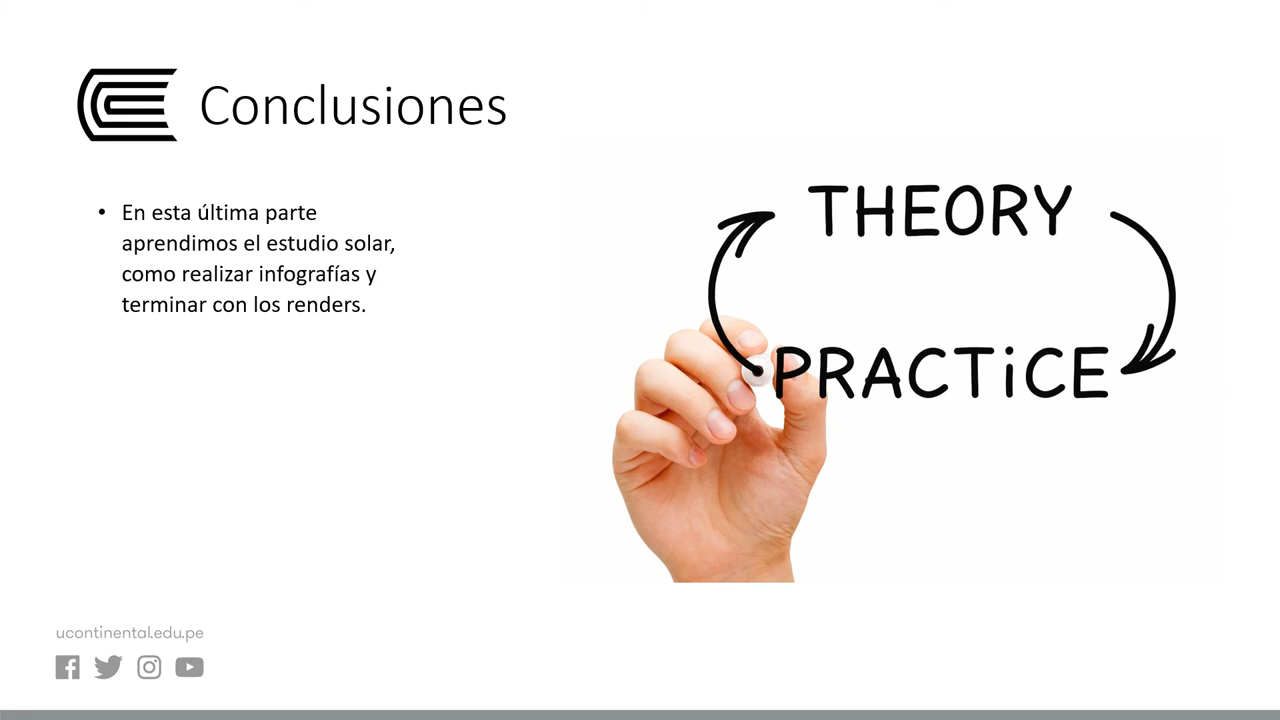 Conclusiones
• En esta última parte
aprendimos el estudio solar,
como realizar infografías y
terminar con los renders.
THEORY
PRACTiCE
ucontinental.edu.pe